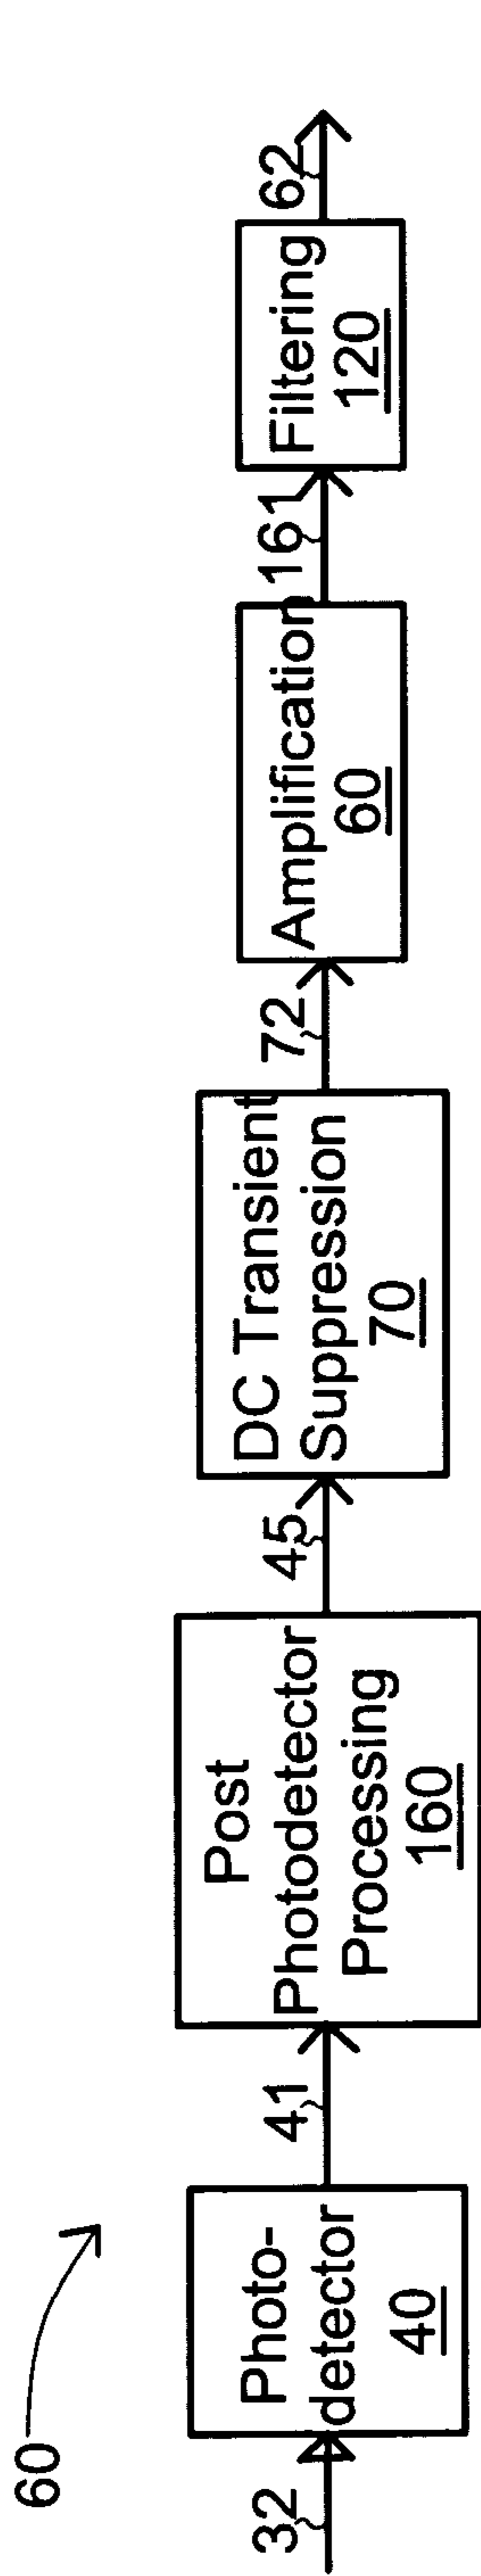 60
32
Photo-
detector
40
41
Post
Photodetector
Processing
160
45
DC Transient
Suppression
70
72
Amplification
60
161
Filtering
120
62